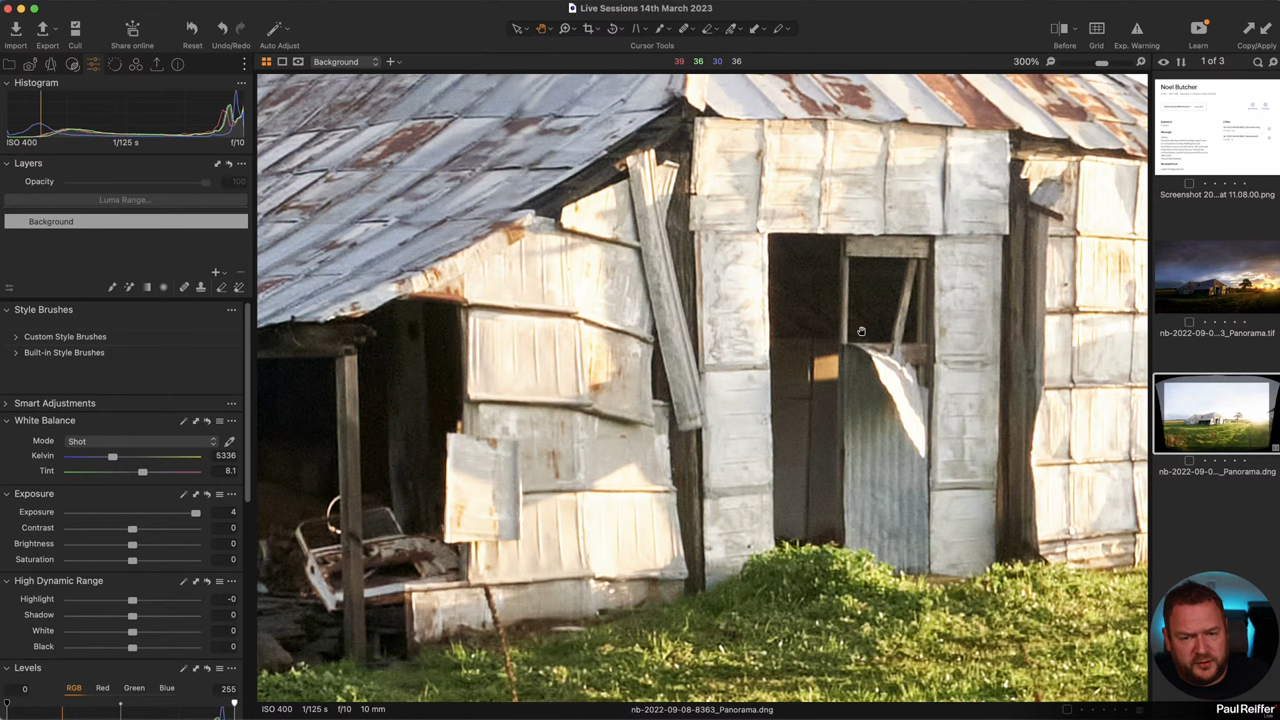 Live Sessions 14th March 2023
Import
Export
Cull
Share online
Reset
Undo/Redo
Auto Adjust
Cursor Tools
Before
Grid
Exp. Warning
Learn
Copy/Apply
Histogram
Background
39 36 30 36
300%
1 of 3
ISO 400
1/125 s
f/10
Layers
Opacity
100
Luma Range...
Background
Style Brushes
Custom Style Brushes
Built-in Style Brushes
Smart Adjustments
White Balance
Mode
Shot
Kelvin
5336
Tint
8.1
Exposure
Exposure
4
Contrast
0
Brightness
0
Saturation
0
High Dynamic Range
Highlight
-0
Shadow
0
White
0
Black
0
Levels
0
RGB
Red
Green
Blue
255
Noel Butcher
Screenshot 20...at 11.08.00.png
nb-2022-09-0...3_Panorama.tif
nb-2022-09-0..._Panorama.dng
ISO 400
1/125 s
f/10
10 mm
nb-2022-09-08-8363_Panorama.dng
Paul Reiffer
Live